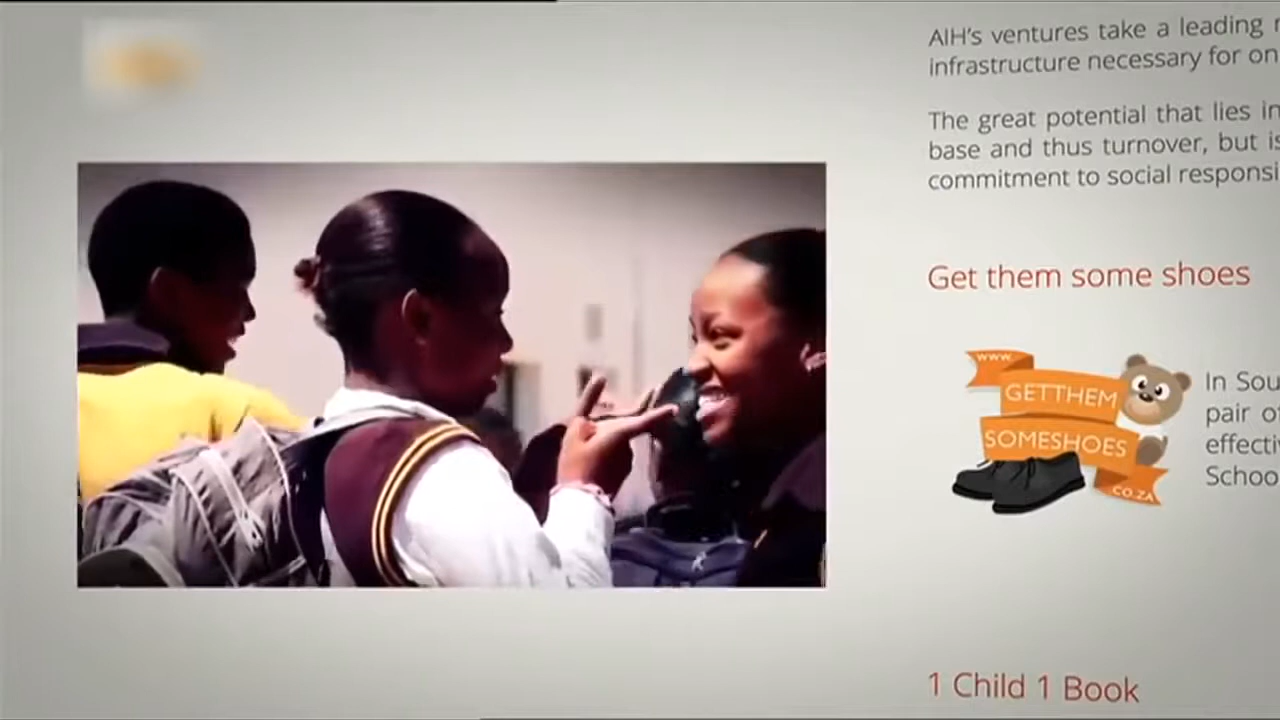 AIH's ventures take a leading
infrastructure necessary for on
The great potential that lies in
base and thus turnover, but is
commitment to social responsi
Get them some shoes
www.
GETTHEM
SOMESHOES
CO.ZA
In Sou
pair of
effecti
Schoo
1 Child 1 Book